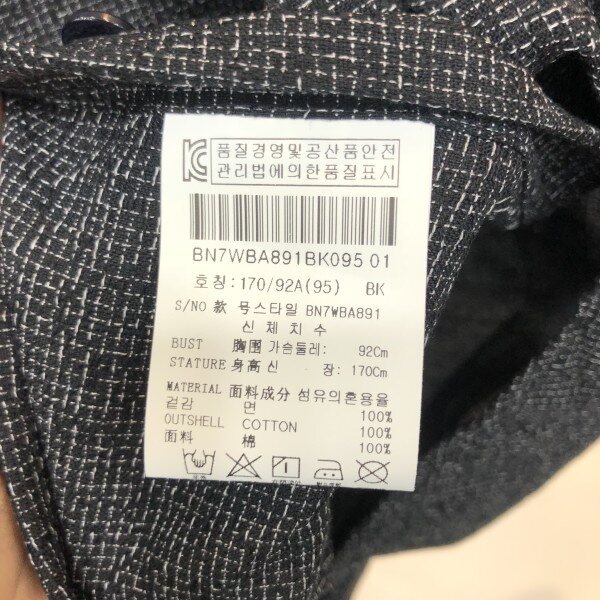 품질경영및공산품안전
관리법에의한품질표시
BN7WBA891BK095 01
호칭:170/92A(95) BK
S/NO 款 号스타일 BN7WBA891
신 체 치 수
BUST 胸围 가슴둘레: 92Cm
STATURE 身高 신 장: 170Cm
MATERIAL 面料成分 섬유의혼용율
겉감 면 100%
OUTSHELL COTTON 100%
面料 棉 100%